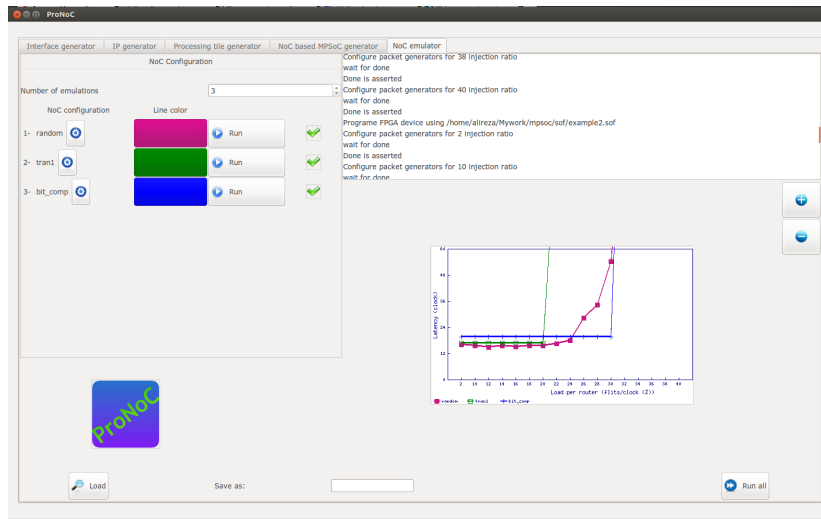 ProNoC
Interface generator
IP generator
Processing tile generator
NoC based MPSoC generator
NoC emulator
NoC Configuration
Number of emulations
3
NoC configuration
Line color
1- random
Run
2- tran1
Run
3- bit_comp
Run
Configure packet generators for 38 injection ratio
wait for done
Done is asserted
Configure packet generators for 40 injection ratio
wait for done
Done is asserted
Programe FPGA device using /home/alireza/Mywork/mpsoc/sof/example2.sof
Configure packet generators for 2 injection ratio
wait for done
Done is asserted
Configure packet generators for 10 injection ratio
wait for done
Latency (clock)
24
12
Load per router (flits/clock (%))
random
tran1
bit_comp
ProNoC
Load
Save as:
Run all